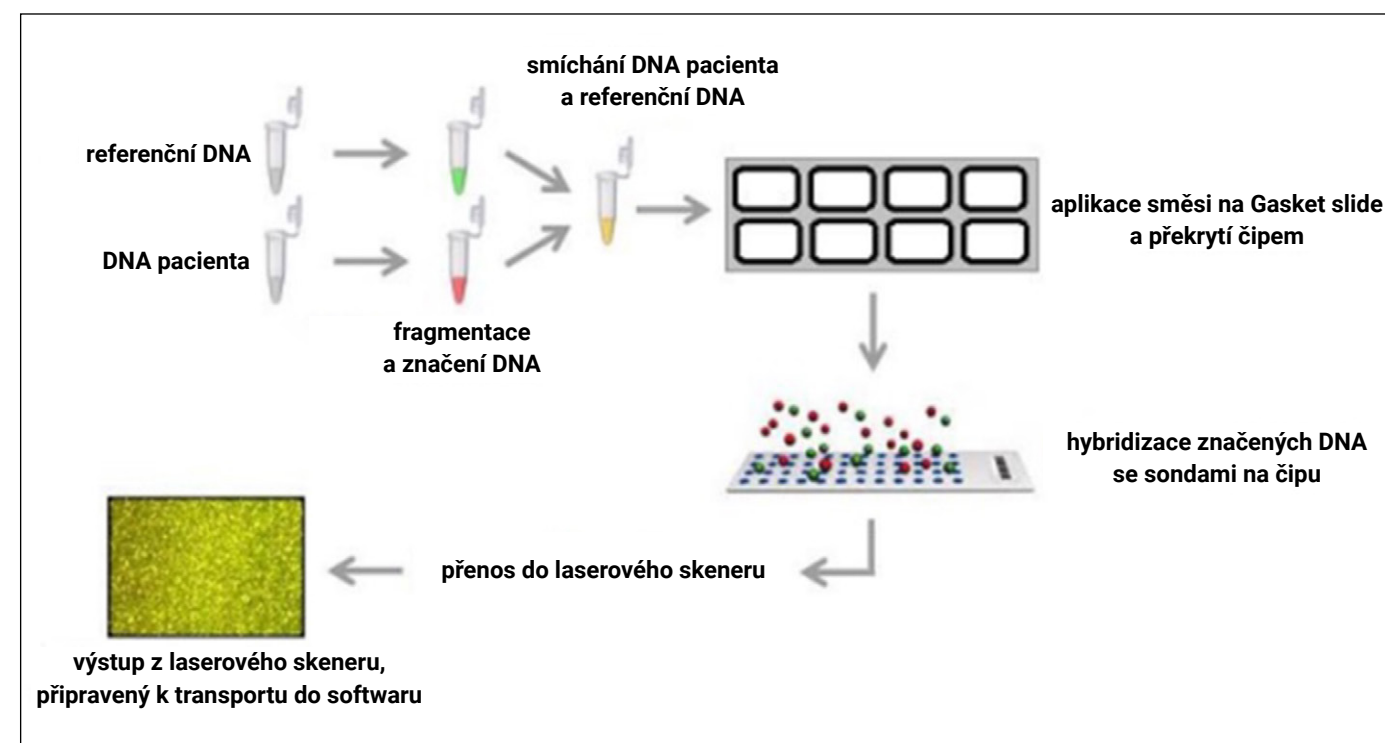 smíchání DNA pacienta
a referenční DNA
referenční DNA
DNA pacienta
fragmentace
a značení DNA
aplikace směsi na Gasket slide
a překrytí čipem
hybridizace značených DNA
se sondami na čipu
přenos do laserového skeneru
výstup z laserového skeneru,
připravený k transportu do softwaru